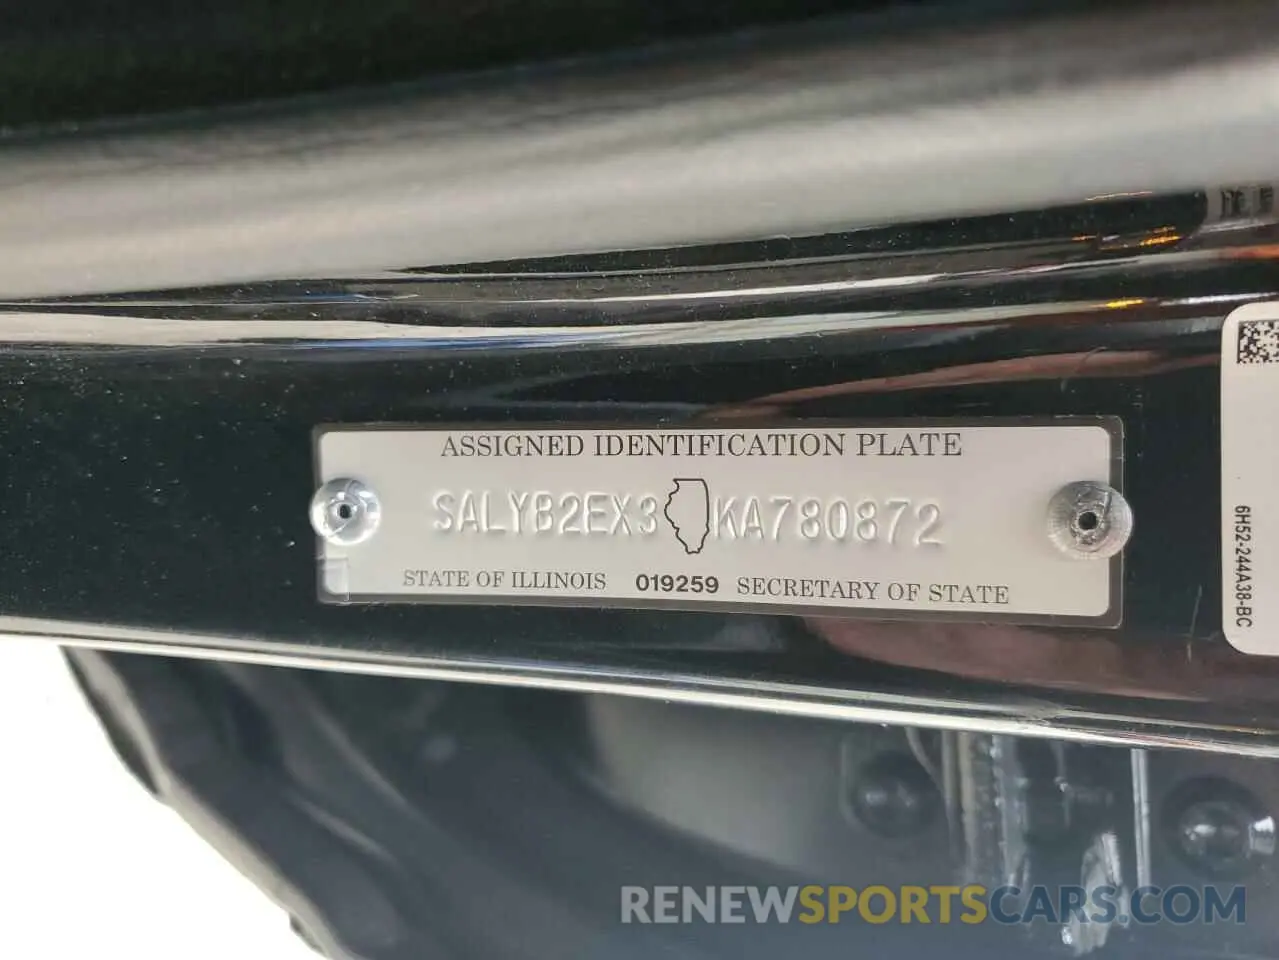 ASSIGNED IDENTIFICATION PLATE
SALYB2EX3 KA780872
STATE OF ILLINOIS 019259 SECRETARY OF STATE
6H52-244A38-BC
RENEWSPORTSCARS.COM